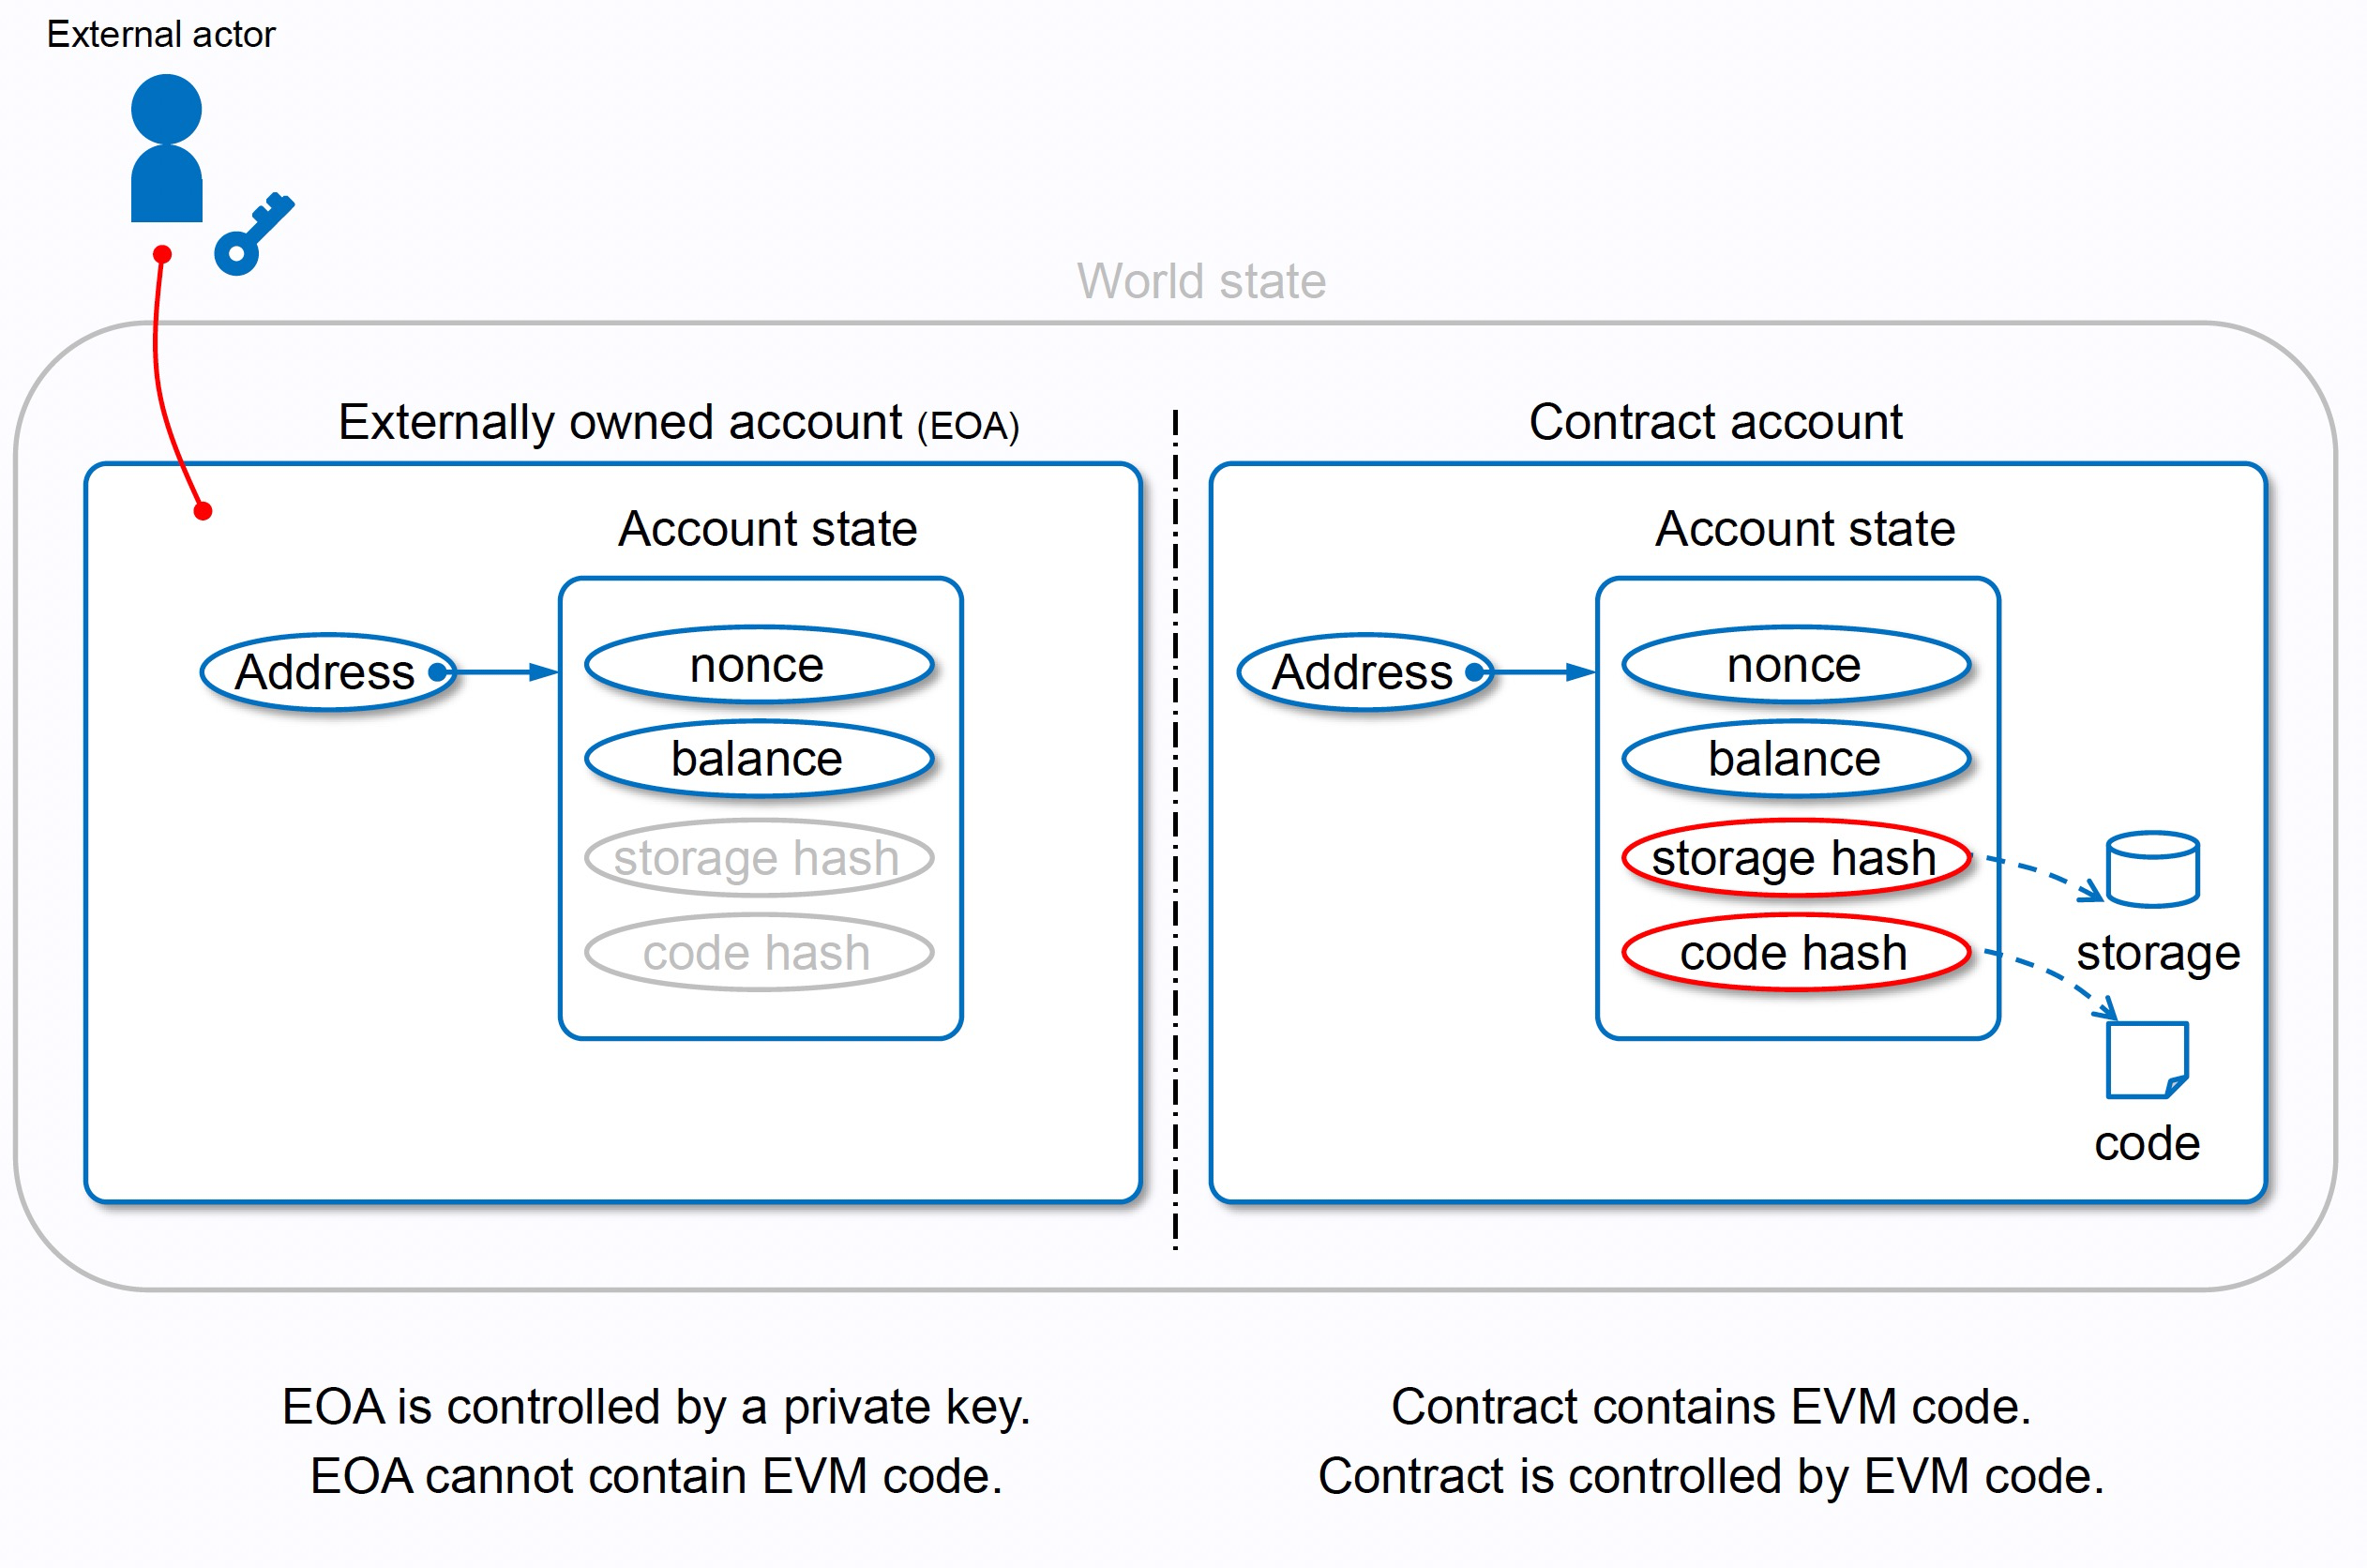 External actor
World state
Externally owned account (EOA)
Account state
Address
nonce
balance
storage hash
code hash
Contract account
Account state
Address
nonce
balance
storage hash
code hash
storage
code
EOA is controlled by a private key.
EOA cannot contain EVM code.
Contract contains EVM code.
Contract is controlled by EVM code.